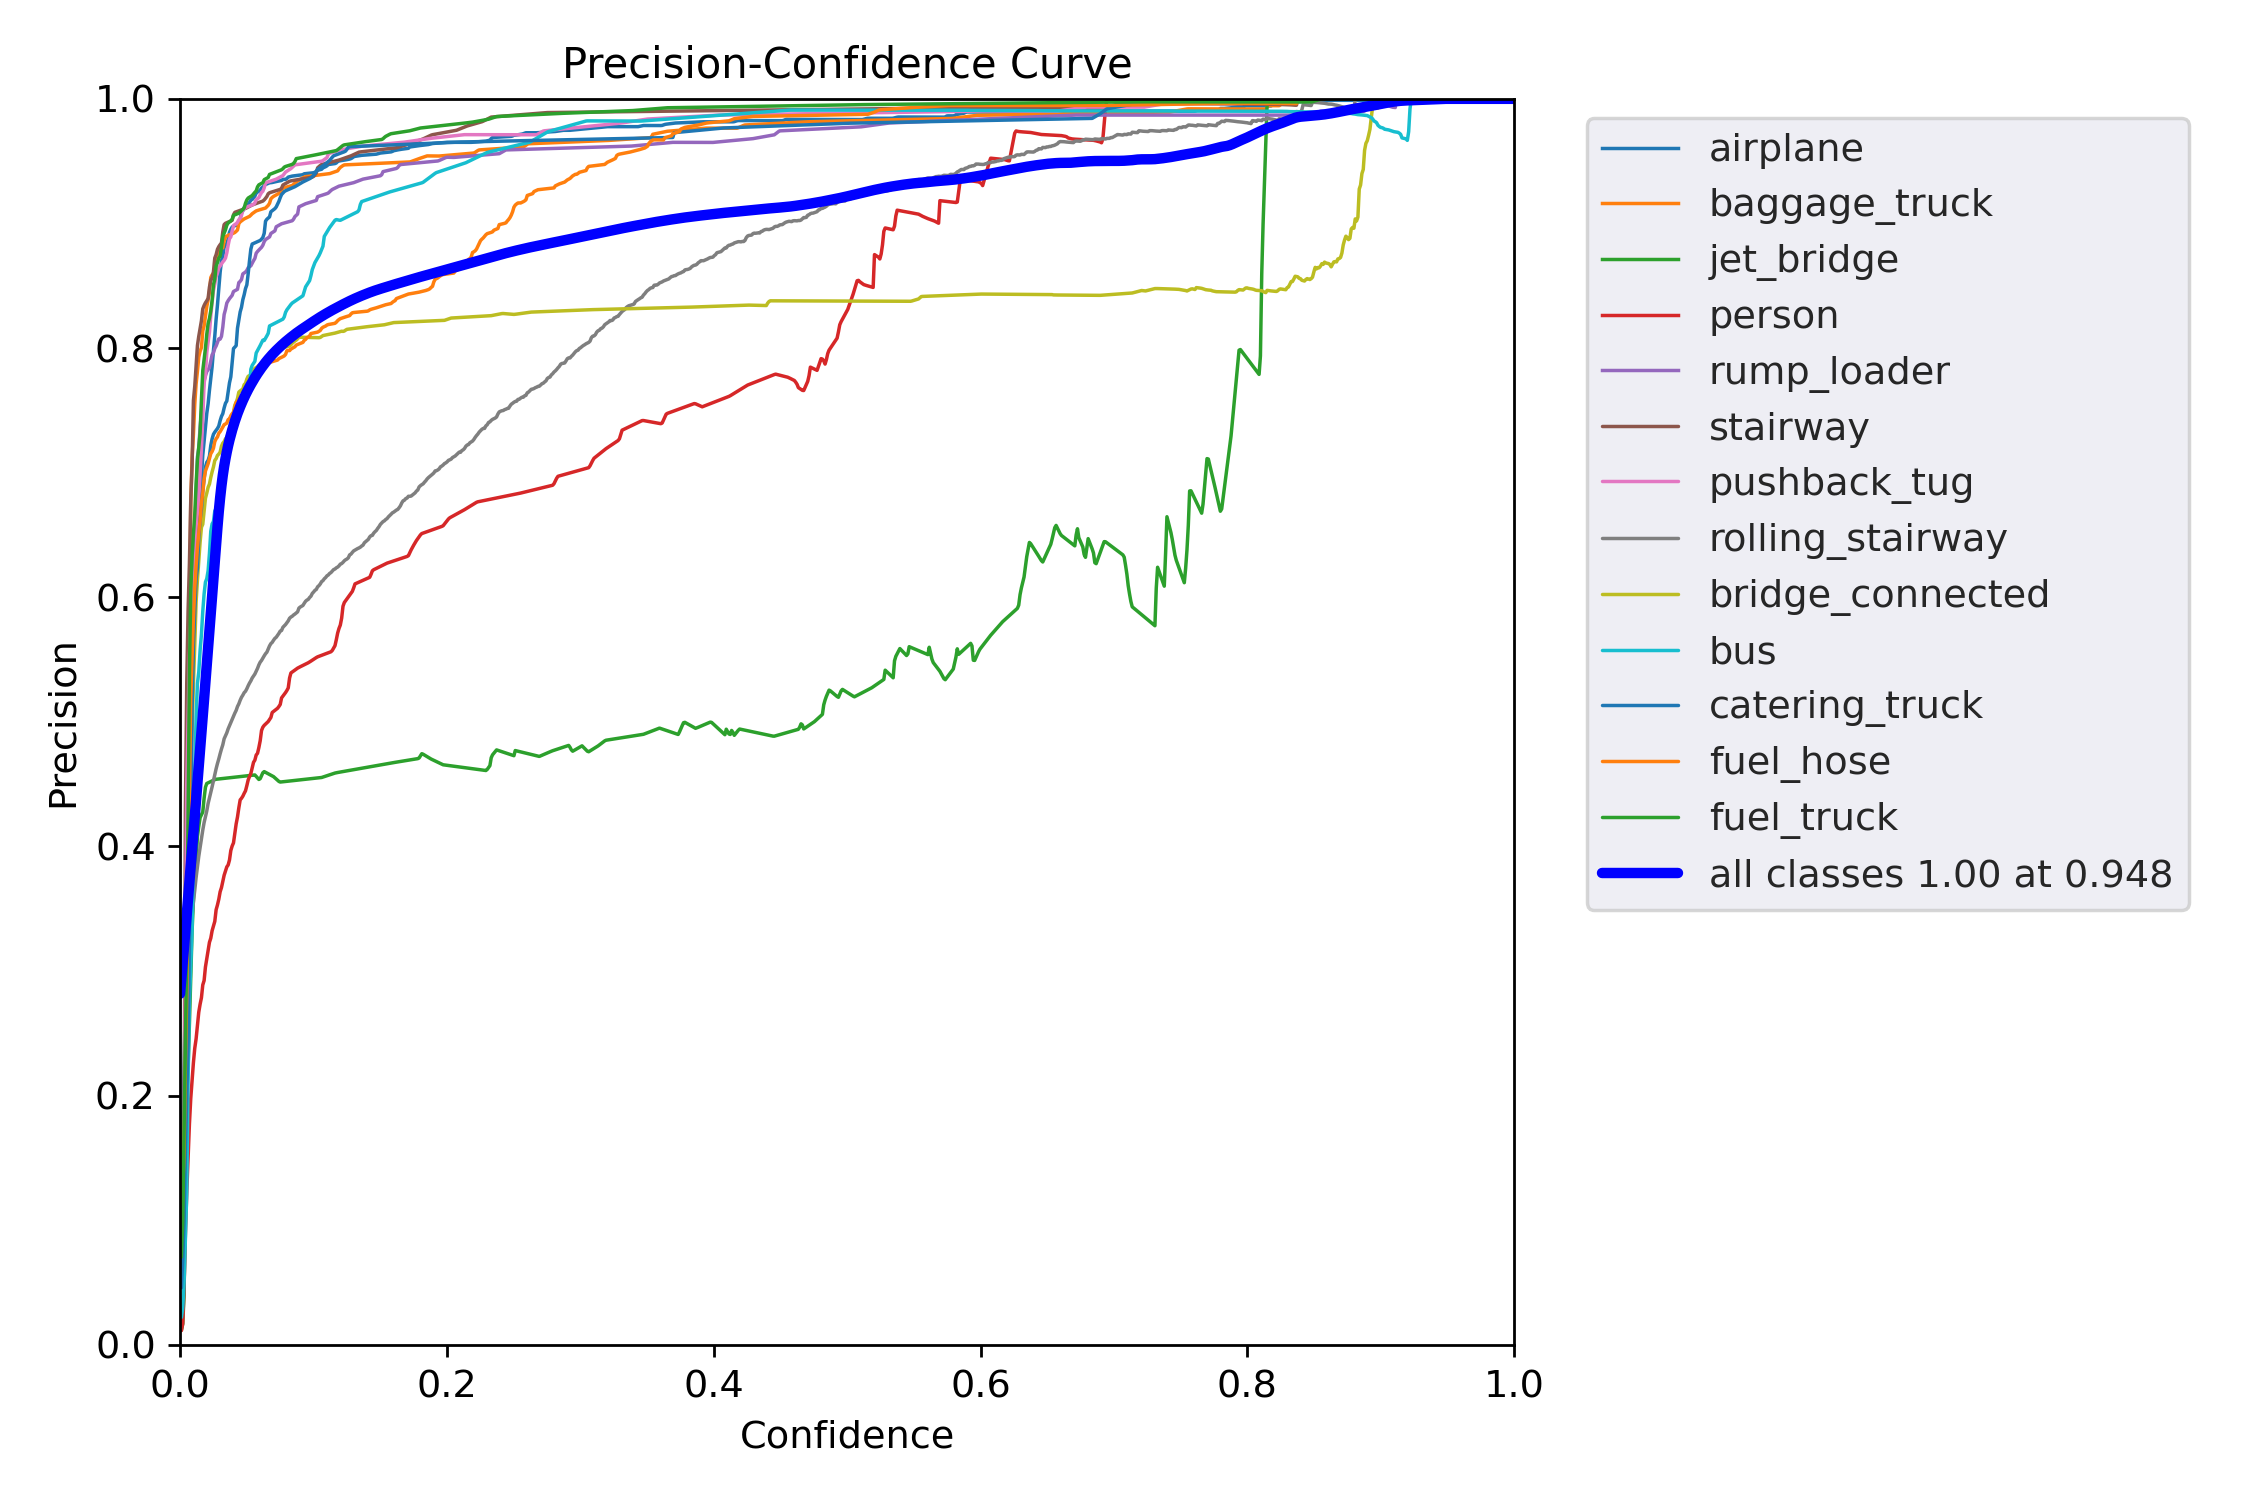 Precision-Confidence Curve
1.0
0.8
0.6
0.4
0.2
0.0
Precision
0.0 0.2 0.4 0.6 0.8 1.0
Confidence
airplane
baggage_truck
jet_bridge
person
rump_loader
stairway
pushback_tug
rolling_stairway
bridge_connected
bus
catering_truck
fuel_hose
fuel_truck
all classes 1.00 at 0.948